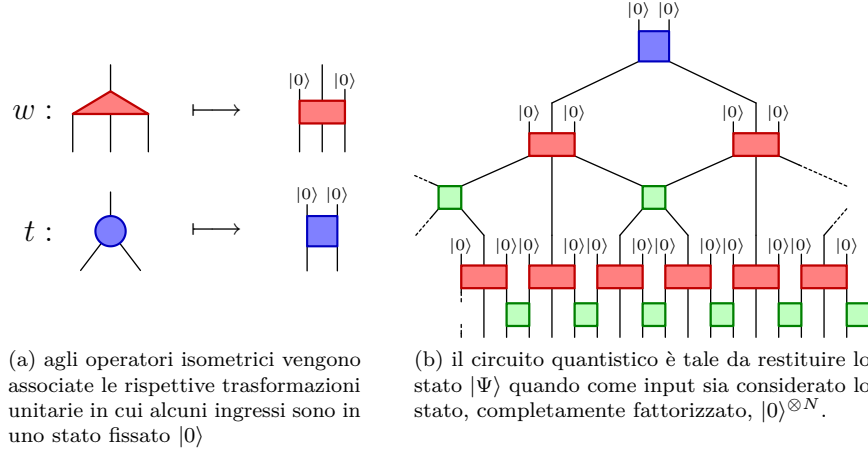 |0⟩ |0⟩
w : |0⟩ |0⟩
|0⟩ |0⟩ |0⟩ |0⟩
t : |0⟩ |0⟩
|0⟩ |0⟩|0⟩ |0⟩|0⟩ |0⟩|0⟩ |0⟩|0⟩ |0⟩|0⟩ |0⟩
(a) agli operatori isometrici vengono
associate le rispettive trasformazioni
unitarie in cui alcuni ingressi sono in
uno stato fissato |0⟩
(b) il circuito quantistico è tale da restituire lo
stato |Ψ⟩ quando come input sia considerato lo
stato, completamente fattorizzato, |0⟩⊗N.